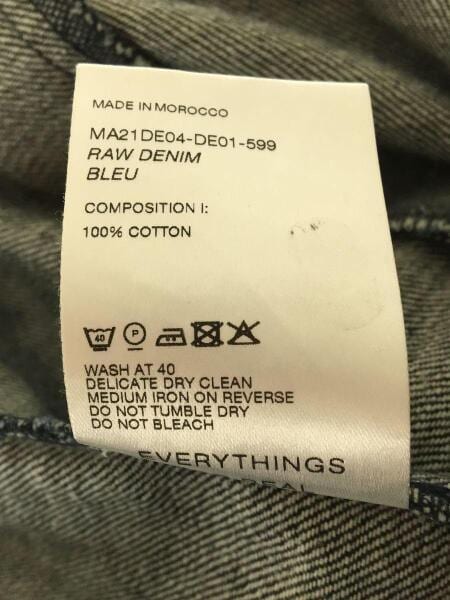 MADE IN MOROCCO
MA21DE04-DE01-599
RAW DENIM
BLEU
COMPOSITION I:
100% COTTON
40 P
WASH AT 40
DELICATE DRY CLEAN
MEDIUM IRON ON REVERSE
DO NOT TUMBLE DRY
DO NOT BLEACH
EVERYTHINGS
REAL